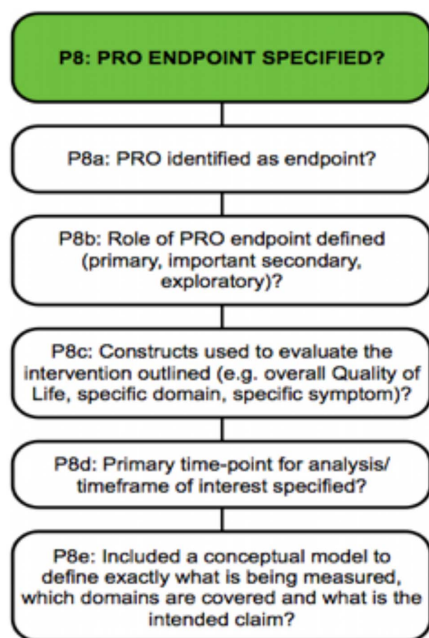 P8: PRO ENDPOINT SPECIFIED?
P8a: PRO identified as endpoint?
P8b: Role of PRO endpoint defined
(primary, important secondary,
exploratory)?
P8c: Constructs used to evaluate the
intervention outlined (e.g. overall Quality of
Life, specific domain, specific symptom)?
P8d: Primary time-point for analysis/
timeframe of interest specified?
P8e: Included a conceptual model to
define exactly what is being measured,
which domains are covered and what is the
intended claim?